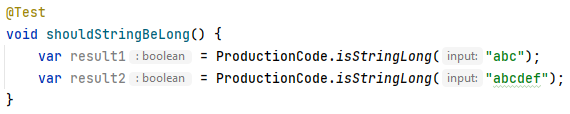 @Test
void shouldStringBeLong() {
    var result1 : boolean = ProductionCode.isStringLong( input: "abc");
    var result2 : boolean = ProductionCode.isStringLong( input: "abcdef");
}